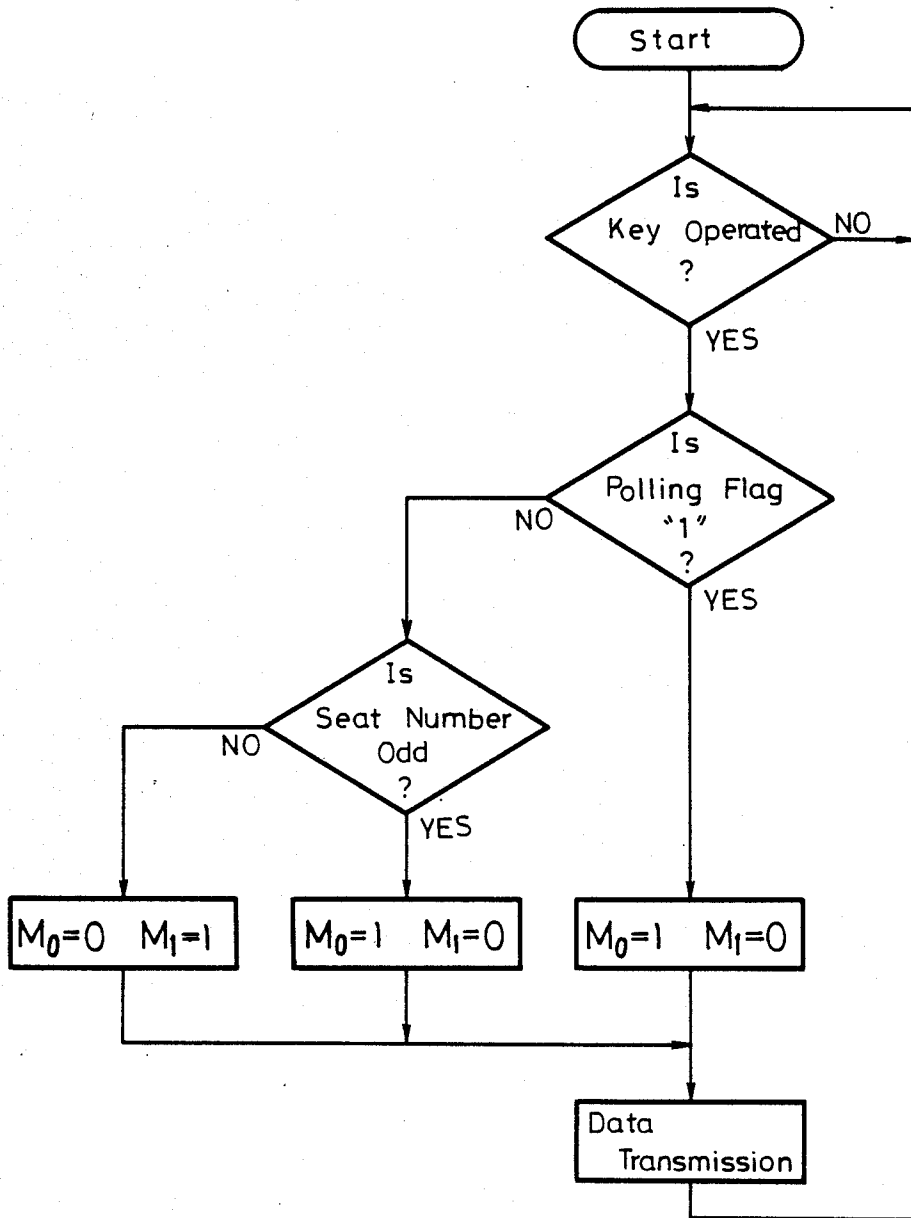 Start
Is
Key Operated
?
NO
YES
Is
Polling Flag
"1"
?
NO
YES
Is
Seat Number
Odd
?
NO
YES
M₀=0 M₁=1
M₀=1 M₁=0
M₀=1 M₁=0
Data
Transmission